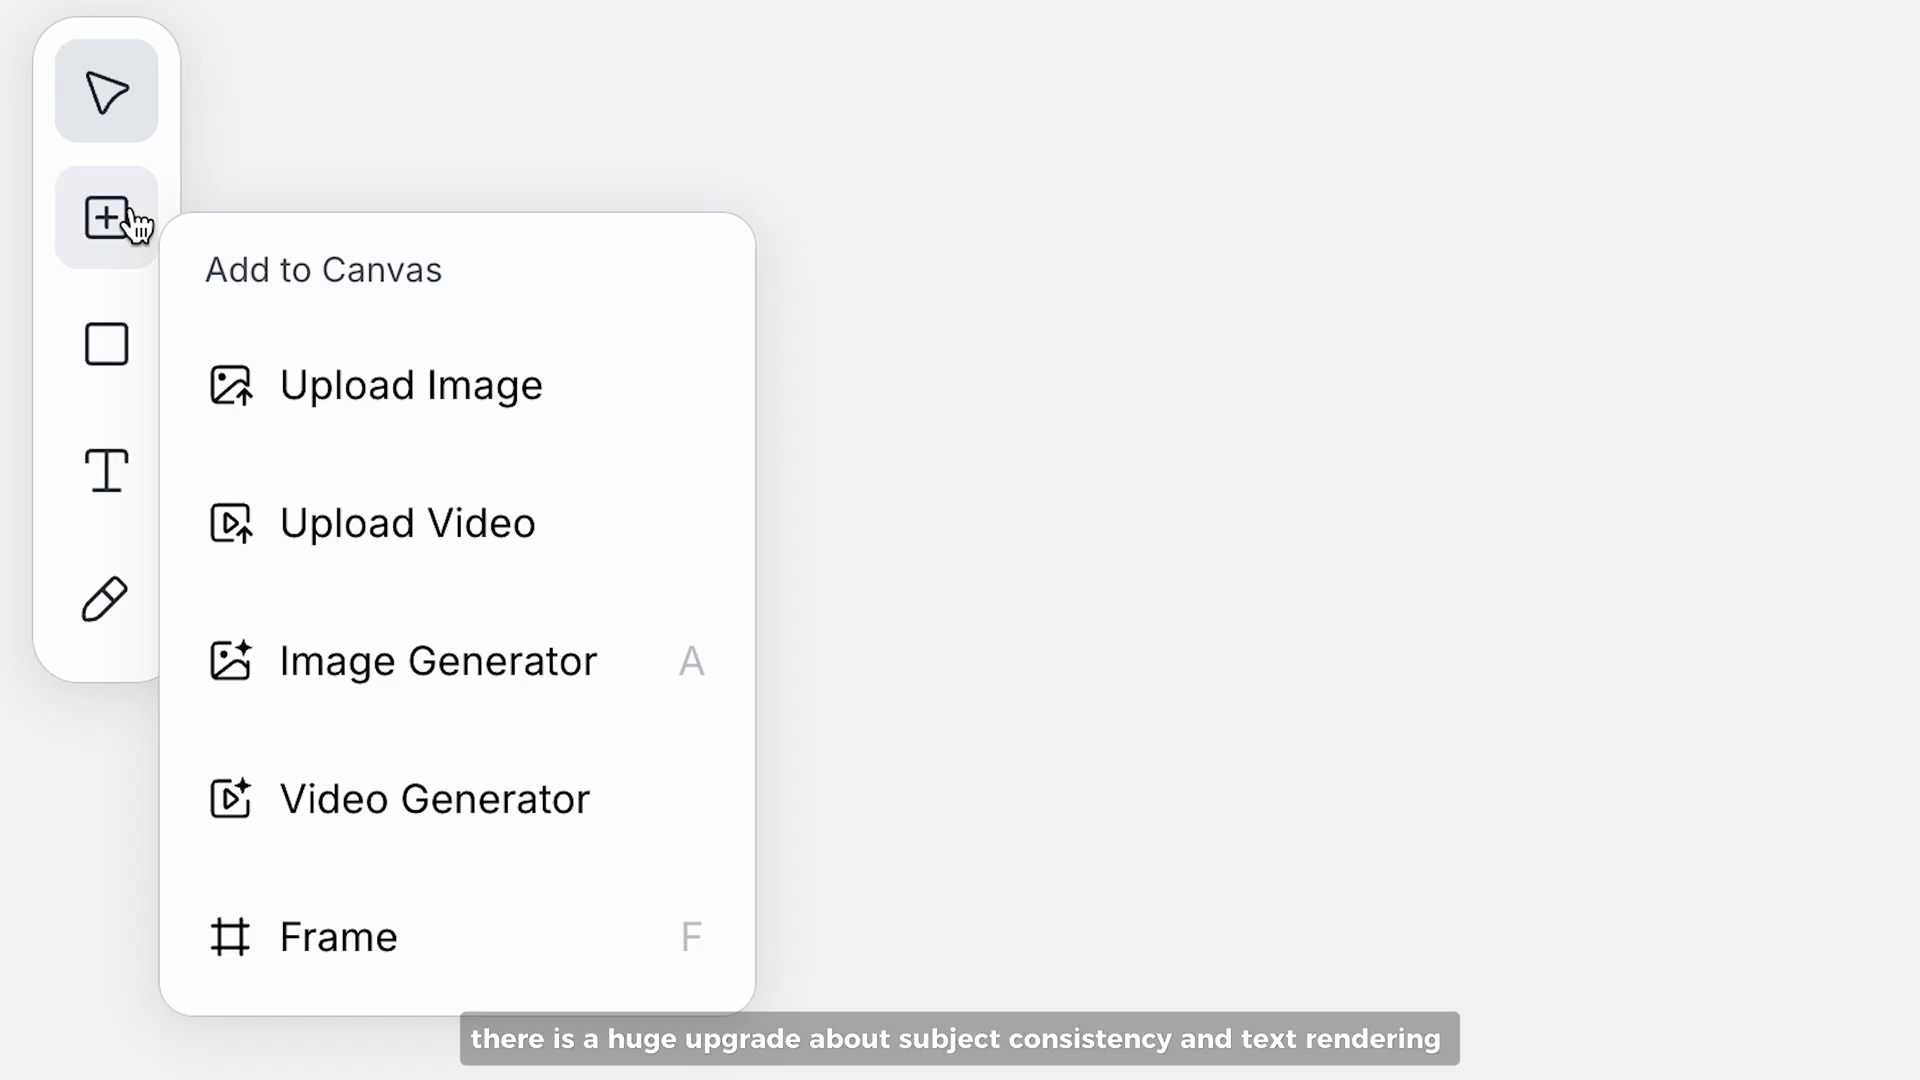 Add to Canvas
Upload Image
Upload Video
Image Generator A
Video Generator
Frame F
there is a huge upgrade about subject consistency and text rendering